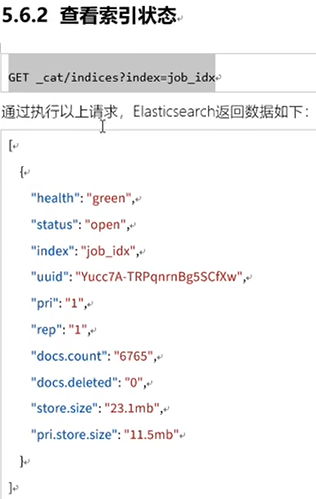 5.6.2 查看索引状态
GET _cat/indices?index=job_idx
通过执行以上请求，Elasticsearch返回数据如下：
[
{
"health": "green",
"status": "open",
"index": "job_idx",
"uuid": "Yucc7A-TRPqnrnBg5SCfXw",
"pri": "1",
"rep": "1",
"docs.count": "6765",
"docs.deleted": "0",
"store.size": "23.1mb",
"pri.store.size": "11.5mb"
}
]